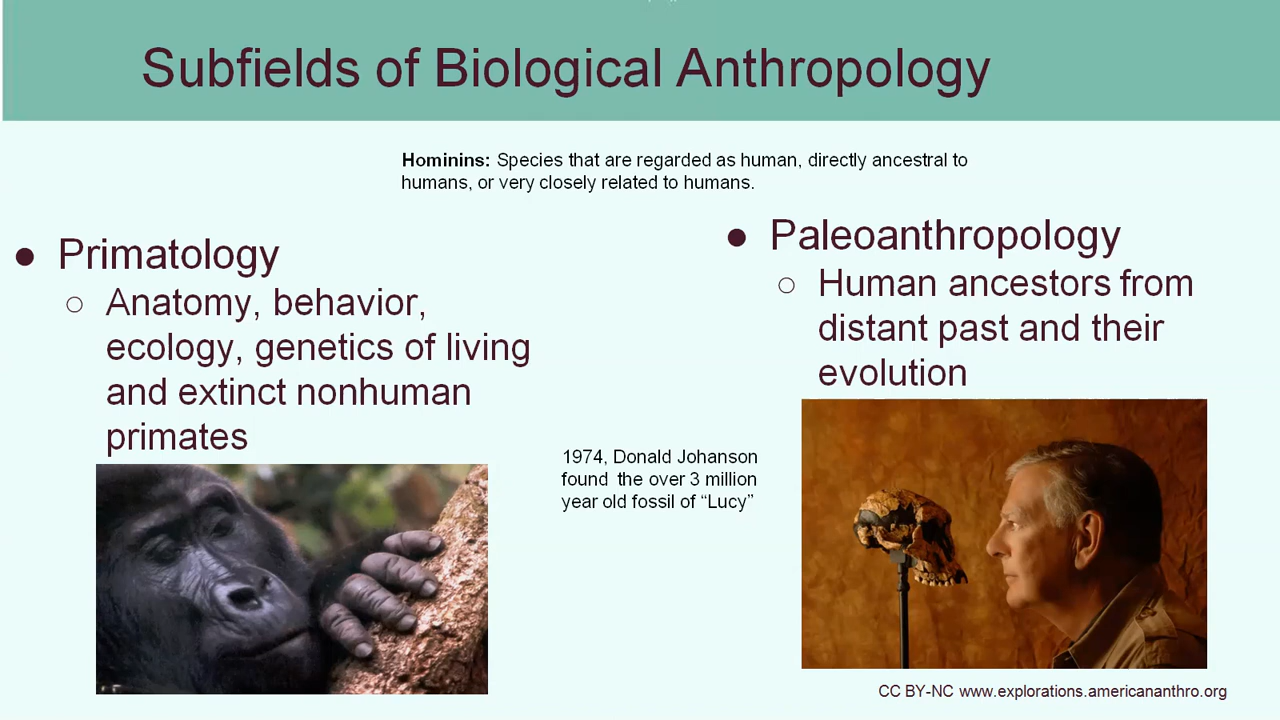 Subfields of Biological Anthropology
Hominins: Species that are regarded as human, directly ancestral to
humans, or very closely related to humans.
● Primatology
○ Anatomy, behavior,
ecology, genetics of living
and extinct nonhuman
primates
1974, Donald Johanson
found the over 3 million
year old fossil of “Lucy”
● Paleoanthropology
○ Human ancestors from
distant past and their
evolution
CC BY-NC www.explorations.americananthro.org